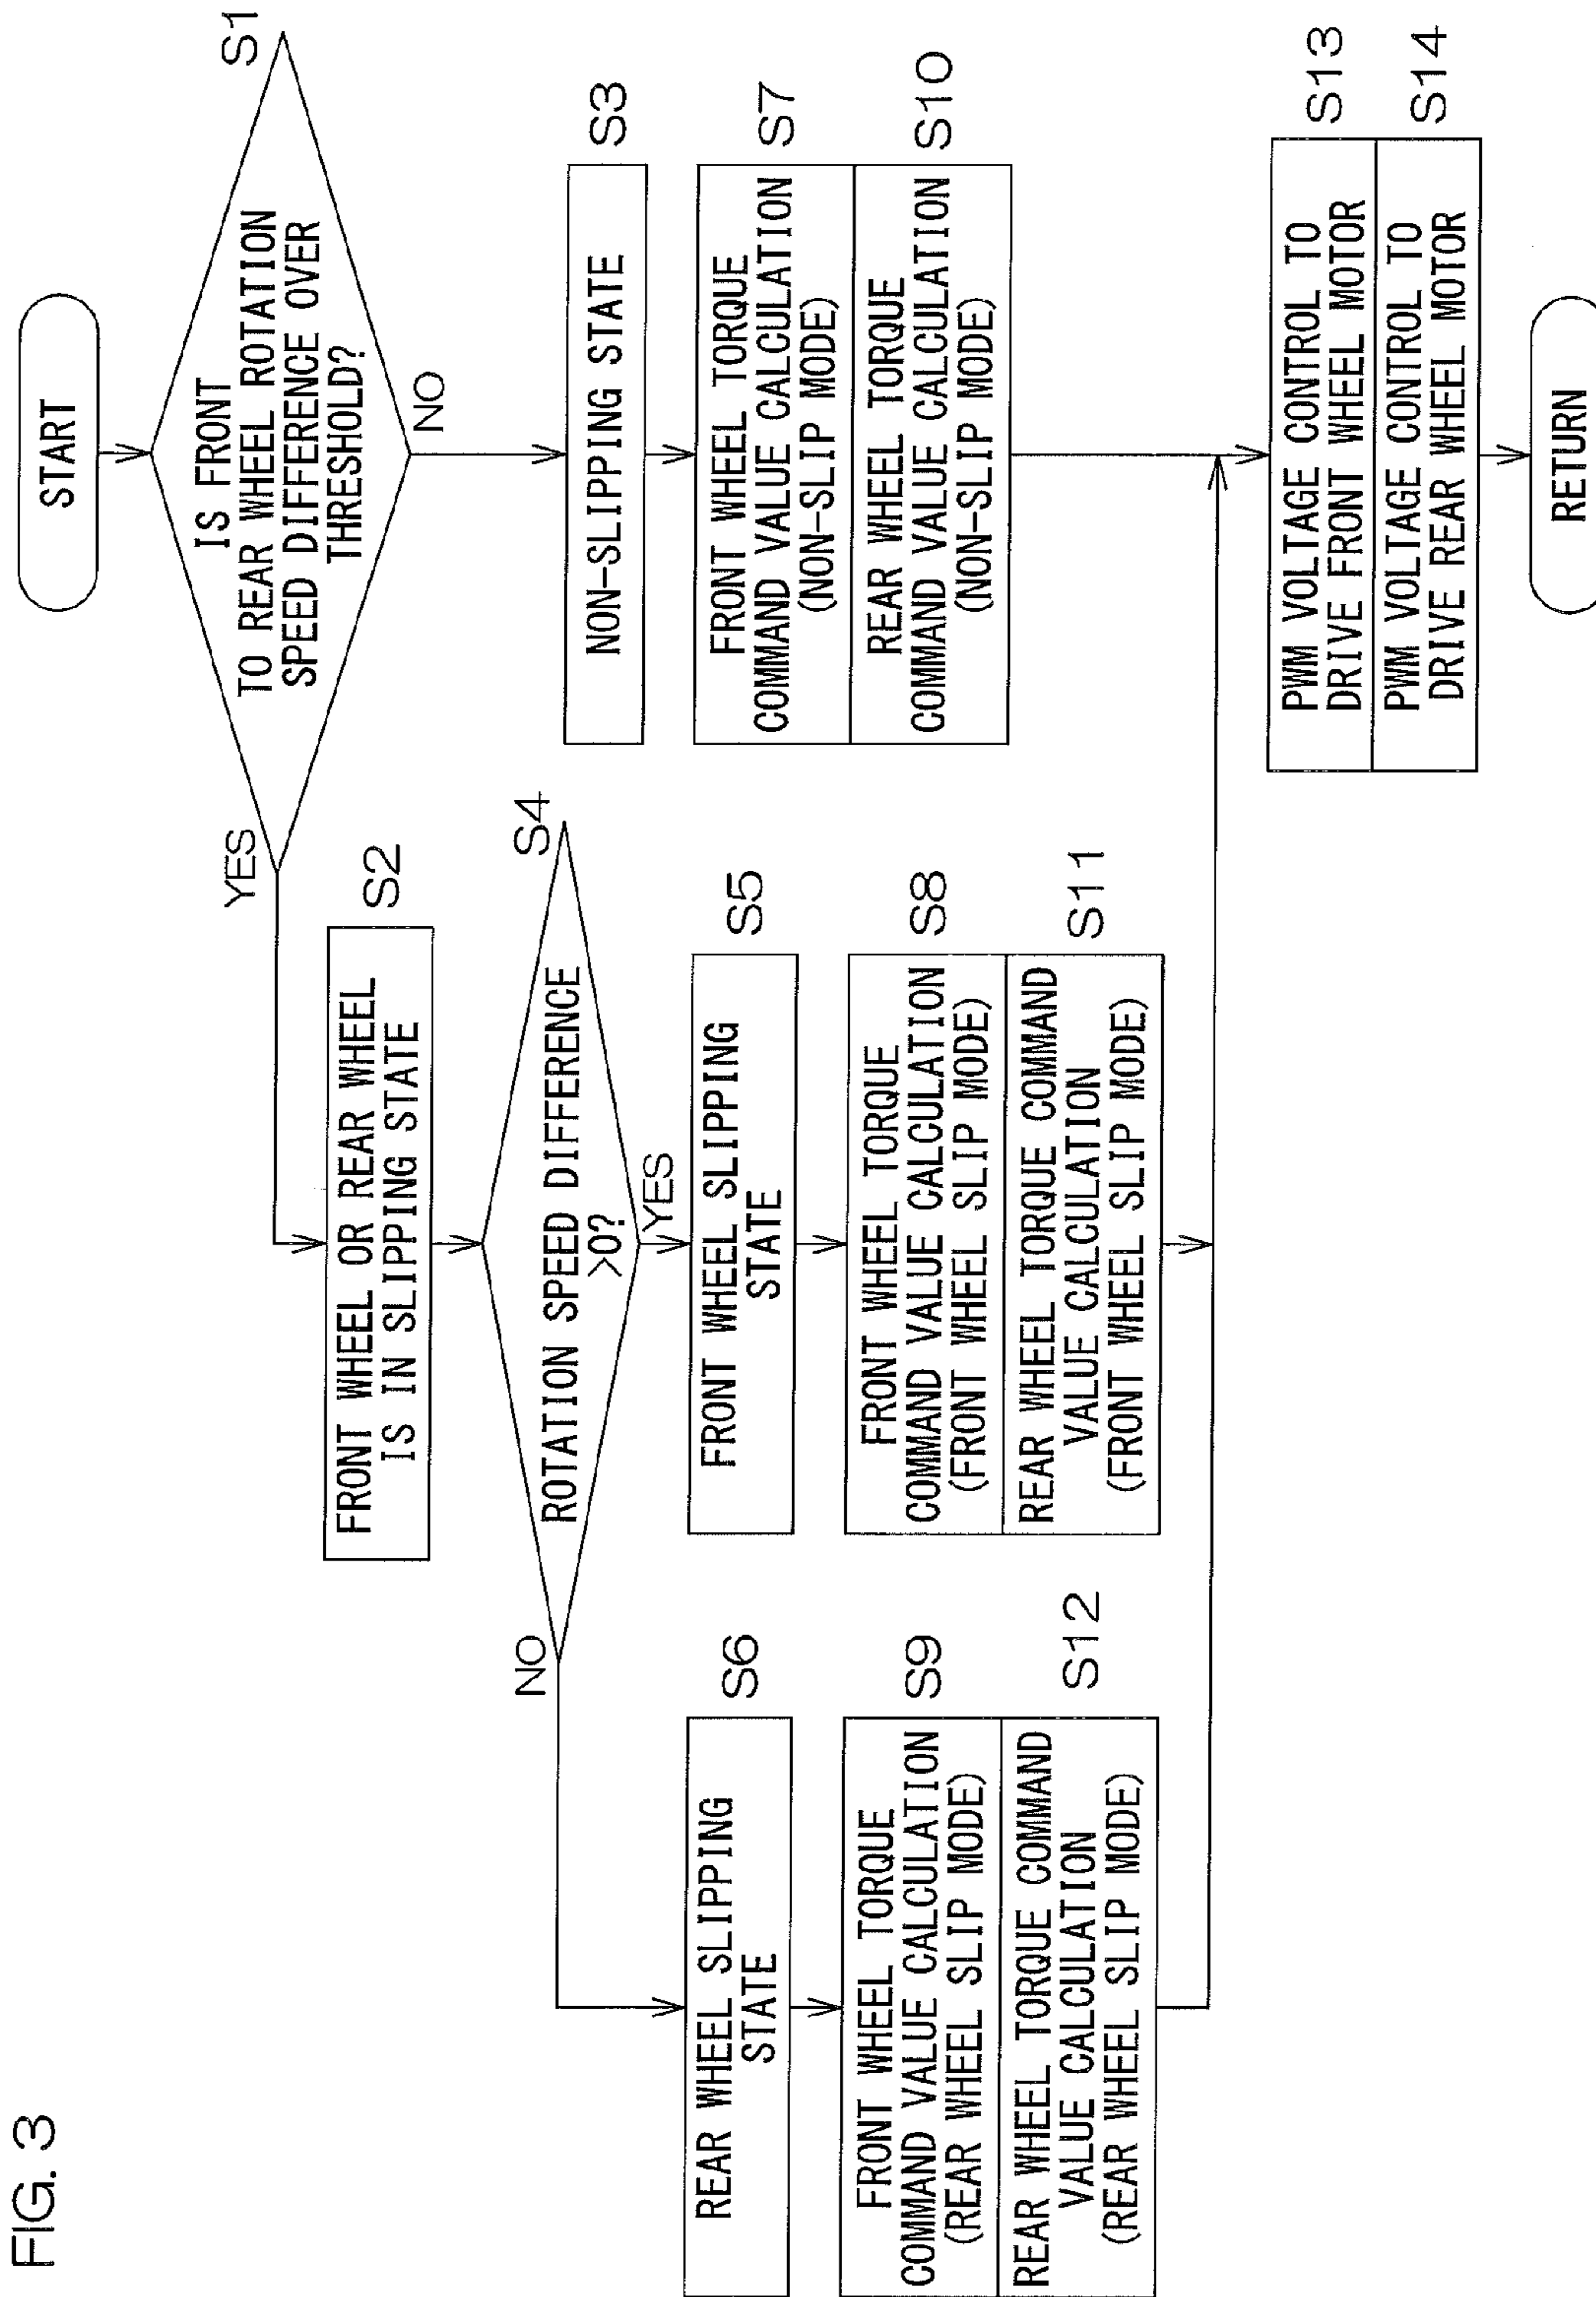 FIG. 3
START
S1
IS FRONT
TO REAR WHEEL ROTATION
SPEED DIFFERENCE OVER
THRESHOLD?
YES
NO
S2
FRONT WHEEL OR REAR WHEEL
IS IN SLIPPING STATE
S4
ROTATION SPEED DIFFERENCE
>0?
NO
YES
S3
NON-SLIPPING STATE
S6
REAR WHEEL SLIPPING
STATE
S5
FRONT WHEEL SLIPPING
STATE
S7
FRONT WHEEL TORQUE
COMMAND VALUE CALCULATION
(NON-SLIP MODE)
S10
REAR WHEEL TORQUE
COMMAND VALUE CALCULATION
(NON-SLIP MODE)
S9
FRONT WHEEL TORQUE
COMMAND VALUE CALCULATION
(REAR WHEEL SLIP MODE)
S12
REAR WHEEL TORQUE COMMAND
VALUE CALCULATION
(REAR WHEEL SLIP MODE)
S8
FRONT WHEEL TORQUE
COMMAND VALUE CALCULATION
(FRONT WHEEL SLIP MODE)
S11
REAR WHEEL TORQUE COMMAND
VALUE CALCULATION
(FRONT WHEEL SLIP MODE)
S13
PWM VOLTAGE CONTROL TO
DRIVE FRONT WHEEL MOTOR
S14
PWM VOLTAGE CONTROL TO
DRIVE REAR WHEEL MOTOR
RETURN